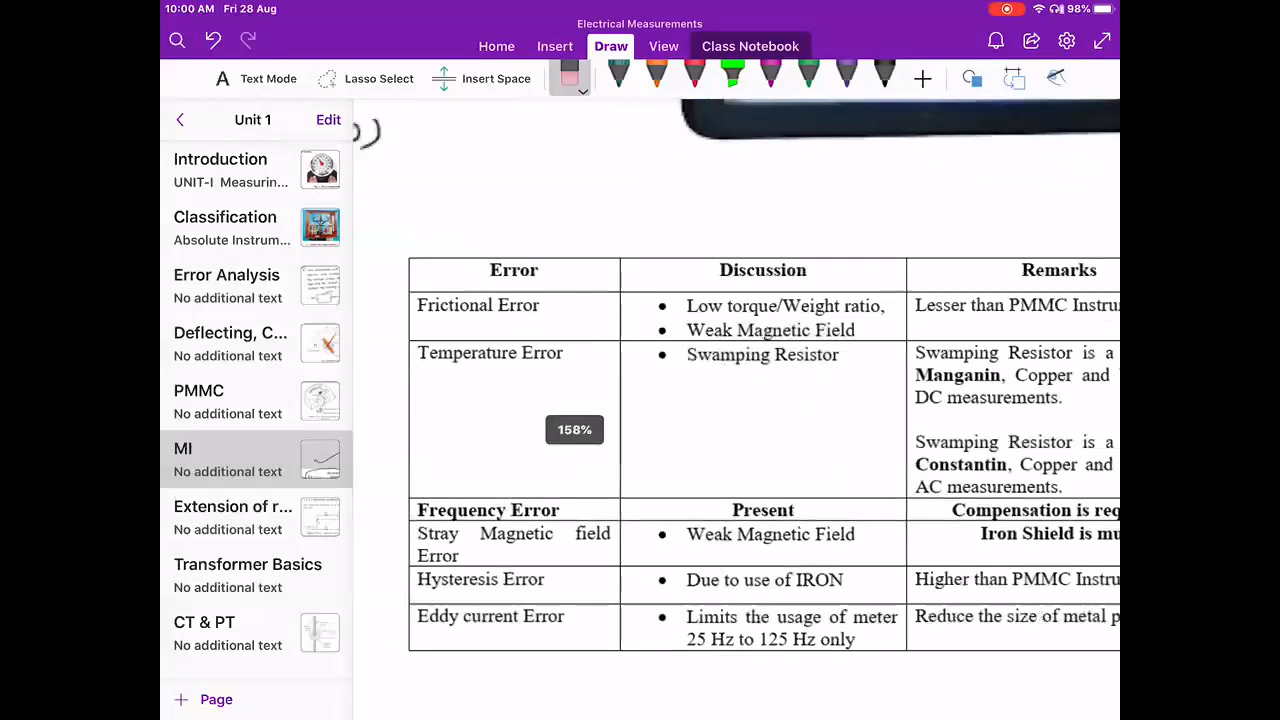 10:00 AM Fri 28 Aug
98%
Electrical Measurements
Home Insert Draw View Class Notebook
A Text Mode Lasso Select Insert Space
Unit 1 Edit
Introduction
UNIT-I Measurin...
Classification
Absolute Instrum...
Error Analysis
No additional text
Deflecting, C...
No additional text
PMMC
No additional text
MI
No additional text
Extension of r...
No additional text
Transformer Basics
No additional text
CT & PT
No additional text
+ Page
158%
Error Discussion Remarks
Frictional Error • Low torque/Weight ratio, Lesser than PMMC Instru
• Weak Magnetic Field
Temperature Error • Swamping Resistor Swamping Resistor is a
Manganin, Copper and
DC measurements.
Swamping Resistor is a
Constantin, Copper and
AC measurements.
Frequency Error Present Compensation is req
Stray Magnetic field • Weak Magnetic Field Iron Shield is mu
Error
Hysteresis Error • Due to use of IRON Higher than PMMC Instru
Eddy current Error • Limits the usage of meter Reduce the size of metal p
25 Hz to 125 Hz only